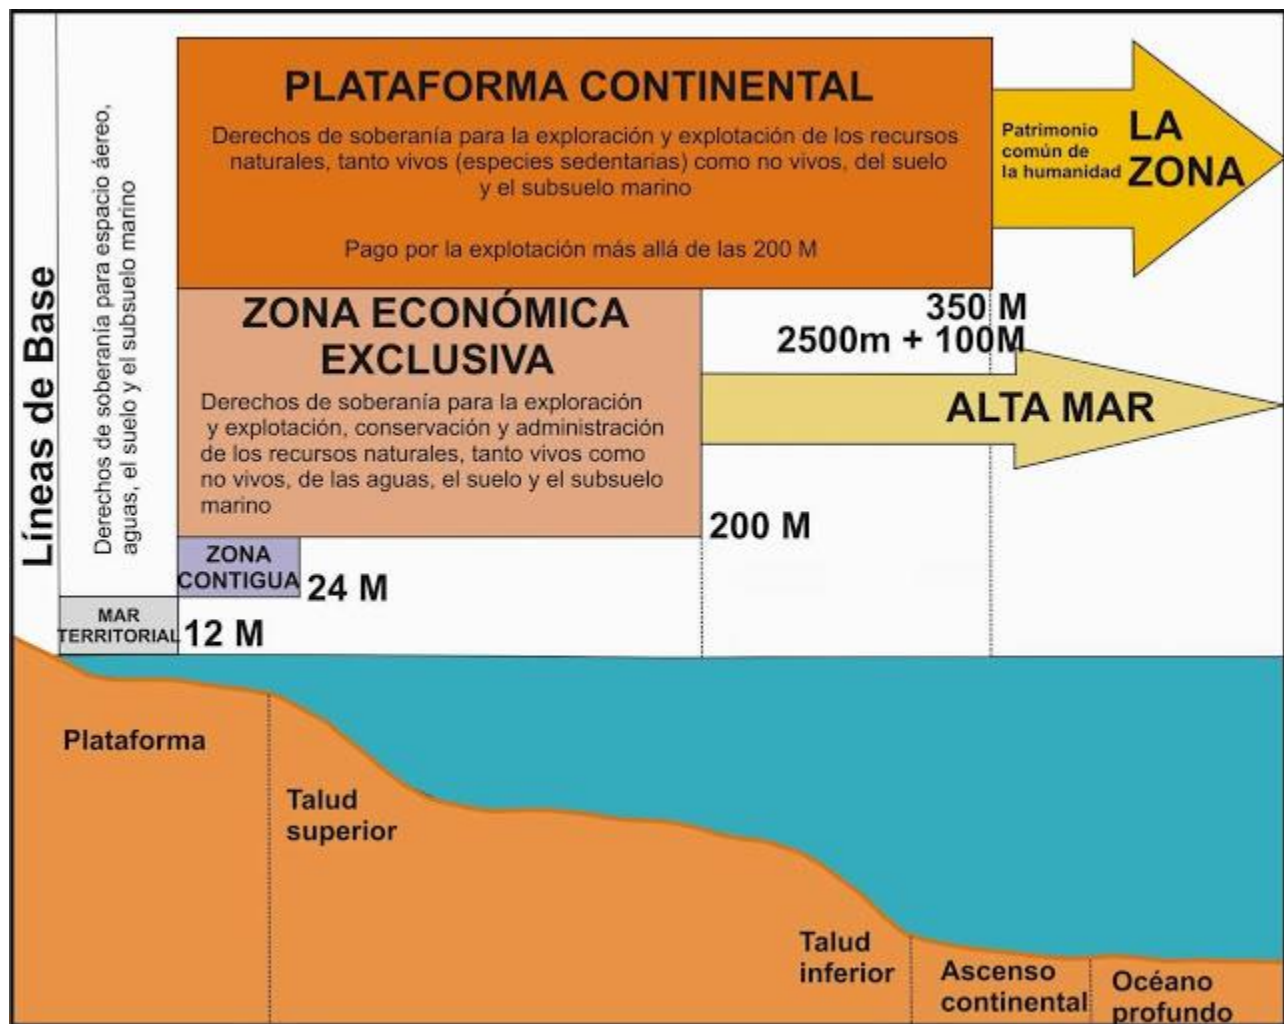 Líneas de Base
Derechos de soberanía para espacio áereo,
aguas, el suelo y el subsuelo marino
PLATAFORMA CONTINENTAL
Derechos de soberanía para la exploración y explotación de los recursos
naturales, tanto vivos (especies sedentarias) como no vivos, del suelo
y el subsuelo marino
Pago por la explotación más allá de las 200 M
Patrimonio
común de
la humanidad
LA
ZONA
ZONA ECONÓMICA
EXCLUSIVA
Derechos de soberanía para la exploración
y explotación, conservación y administración
de los recursos naturales, tanto vivos como
no vivos, de las aguas, el suelo y el subsuelo
marino
350 M
2500m + 100M
ALTA MAR
200 M
ZONA
CONTIGUA
24 M
MAR
TERRITORIAL
12 M
Plataforma
Talud
superior
Talud
inferior
Ascenso
continental
Océano
profundo